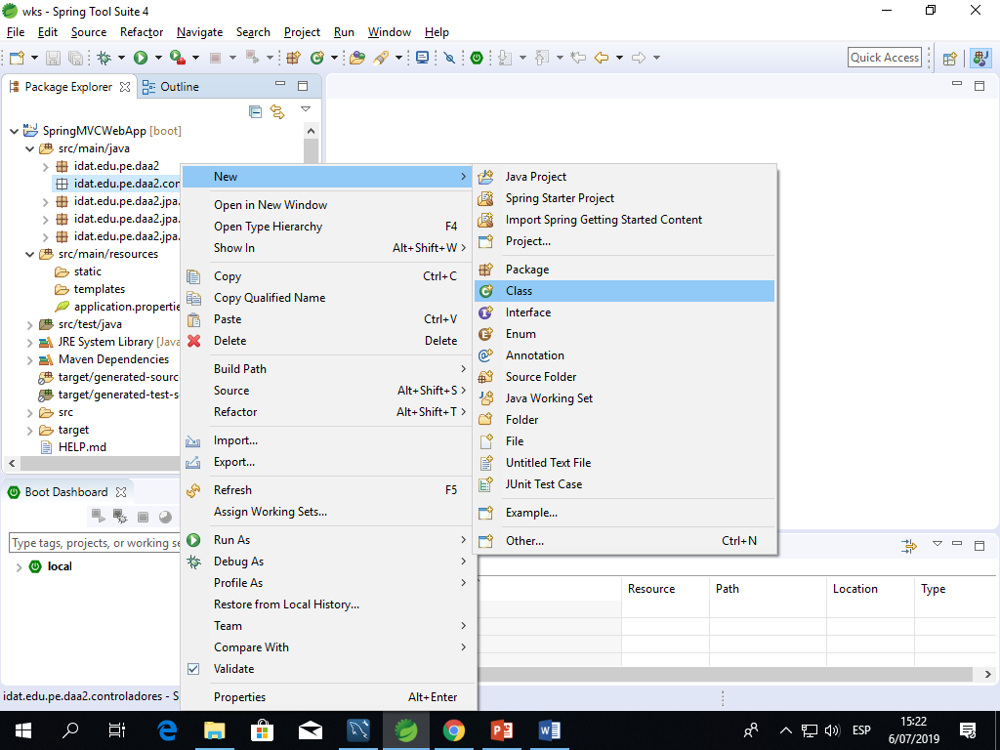 wks - Spring Tool Suite 4
File Edit Source Refactor Navigate Search Project Run Window Help
Quick Access
Package Explorer
Outline
SpringMVCWebApp [boot]
src/main/java
idat.edu.pe.daa2
idat.edu.pe.daa2.con
idat.edu.pe.daa2.jpa.
idat.edu.pe.daa2.jpa.
idat.edu.pe.daa2.jpa.
src/main/resources
static
templates
application.propertie
src/test/java
JRE System Library [Java
Maven Dependencies
target/generated-sourc
target/generated-test-s
src
target
HELP.md
Boot Dashboard
Type tags, projects, or working se
local
idat.edu.pe.daa2.controladores - S
New
Open in New Window
Open Type Hierarchy F4
Show In Alt+Shift+W
Copy Ctrl+C
Copy Qualified Name
Paste Ctrl+V
Delete Delete
Build Path
Source Alt+Shift+S
Refactor Alt+Shift+T
Import...
Export...
Refresh F5
Assign Working Sets...
Run As
Debug As
Profile As
Restore from Local History...
Team
Compare With
Validate
Properties Alt+Enter
Java Project
Spring Starter Project
Import Spring Getting Started Content
Project...
Package
Class
Interface
Enum
Annotation
Source Folder
Java Working Set
Folder
File
Untitled Text File
JUnit Test Case
Example...
Other... Ctrl+N
Resource Path Location Type
ESP
15:22
6/07/2019